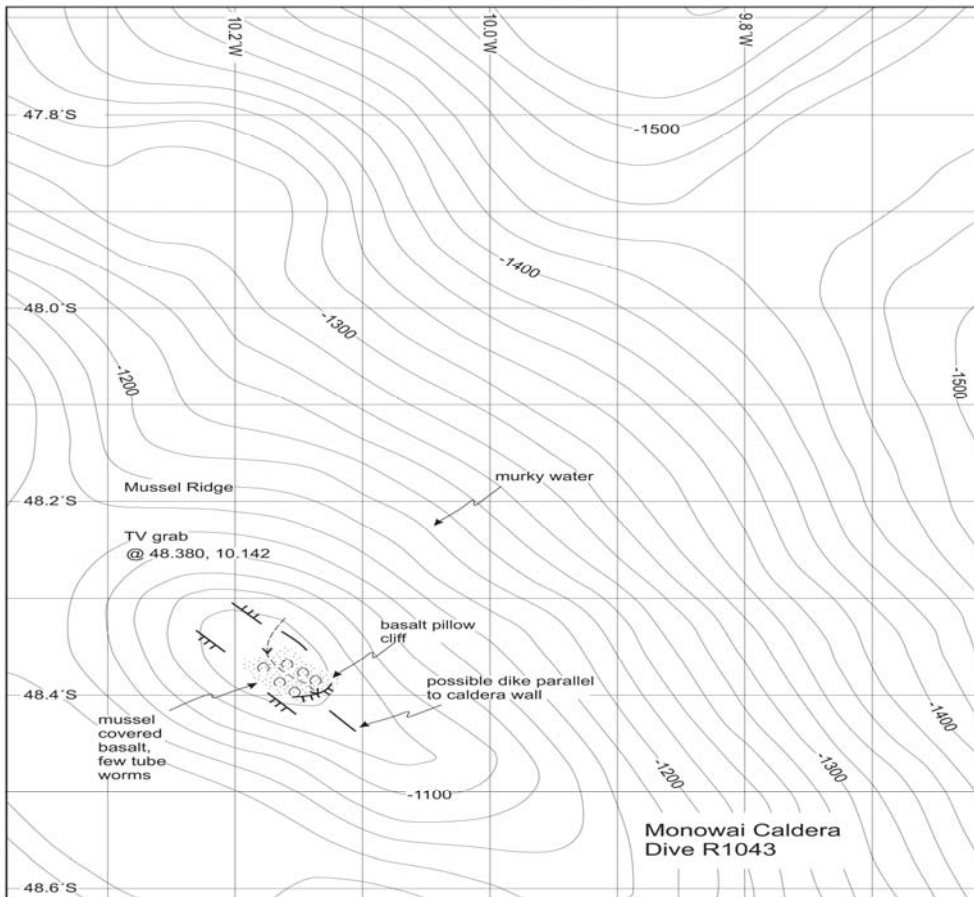 10.2˚W
10.0˚W
9.8˚W
47.8˚S
-1500
-1400
48.0˚S
-1300
-1200
-1500
murky water
Mussel Ridge
48.2˚S
TV grab
@ 48.380, 10.142
basalt pillow
cliff
possible dike parallel
to caldera wall
48.4˚S
mussel
covered
basalt,
few tube
worms
-1400
-1200
-1300
-1100
Monowai Caldera
Dive R1043
48.6˚S